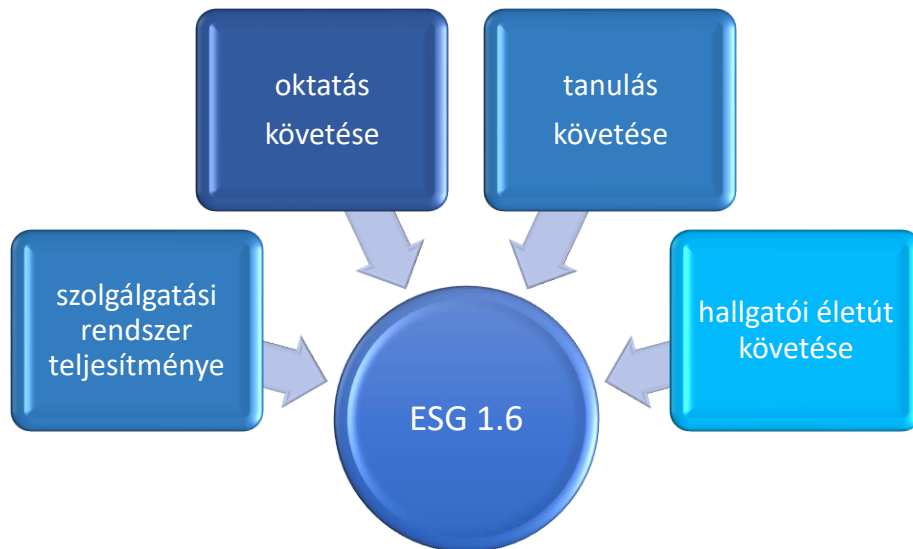 oktatás
követése
tanulás
követése
szolgálgatási
rendszer
teljesítménye
hallgatói életút
követése
ESG 1.6